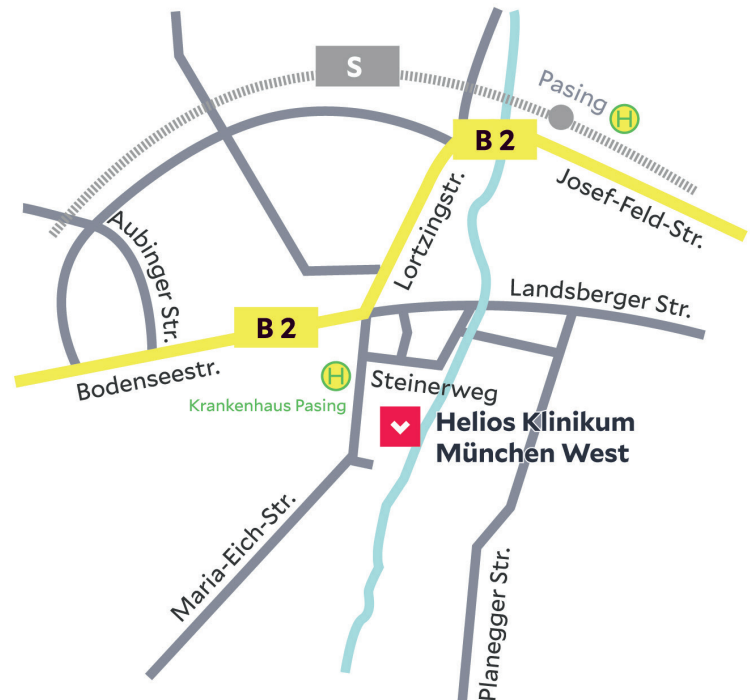 S
Pasing
H
B 2
Josef-Feld-Str.
Lortzingstr.
Aubinger Str.
Landsberger Str.
B 2
Bodenseestr.
H
Krankenhaus Pasing
Steinerweg
Helios Klinikum
München West
Maria-Eich-Str.
Planegger Str.